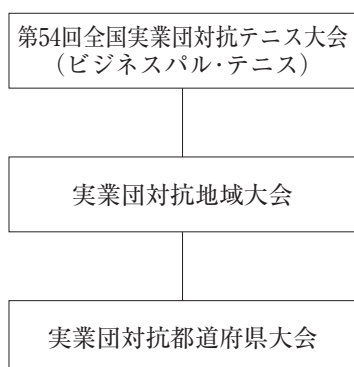 第54回全国実業団対抗テニス大会
（ビジネスパル・テニス）
実業団対抗地域大会
実業団対抗都道府県大会